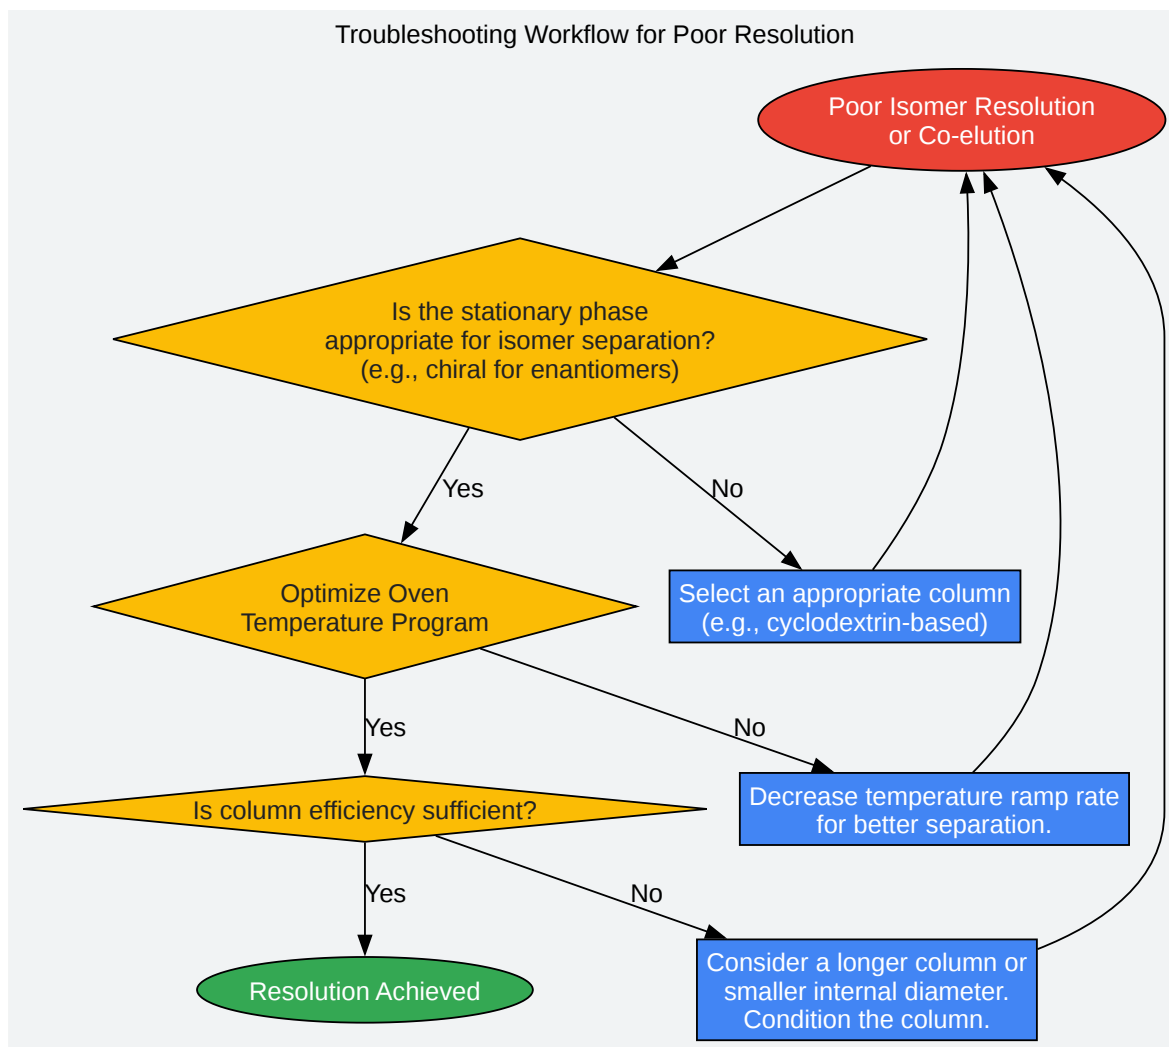 Troubleshooting Workflow for Poor Resolution
Poor Isomer Resolution
or Co-elution
Is the stationary phase
appropriate for isomer separation?
(e.g., chiral for enantiomers)
Yes
No
Optimize Oven
Temperature Program
Select an appropriate column
(e.g., cyclodextrin-based)
Yes
No
Is column efficiency sufficient?
Decrease temperature ramp rate
for better separation.
Yes
No
Resolution Achieved
Consider a longer column or
smaller internal diameter.
Condition the column.